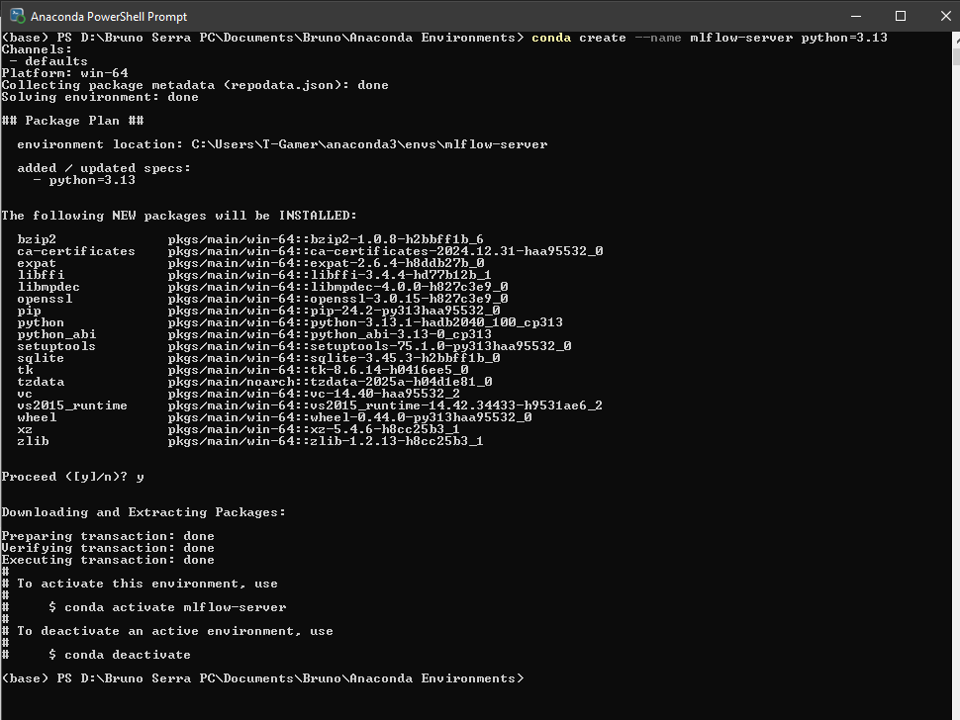 Anaconda PowerShell Prompt
(base) PS D:\Bruno Serra PC\Documents\Bruno\Anaconda Environments> conda create --name mlflow-server python=3.13
Channels:
 - defaults
Platform: win-64
Collecting package metadata (repodata.json): done
Solving environment: done
## Package Plan ##
  environment location: C:\Users\T-Gamer\anaconda3\envs\mlflow-server
  added / updated specs:
    - python=3.13
The following NEW packages will be INSTALLED:
  bzip2              pkgs/main/win-64::bzip2-1.0.8-h2bbff1b_6
  ca-certificates    pkgs/main/win-64::ca-certificates-2024.12.31-haa95532_0
  expat              pkgs/main/win-64::expat-2.6.4-h8ddb27b_0
  libffi             pkgs/main/win-64::libffi-3.4.4-hd77b12b_1
  libmpdec           pkgs/main/win-64::libmpdec-4.0.0-h827c3e9_0
  openssl            pkgs/main/win-64::openssl-3.0.15-h827c3e9_0
  pip                pkgs/main/win-64::pip-24.2-py313haa95532_0
  python             pkgs/main/win-64::python-3.13.1-hadb2040_100_cp313
  python_abi         pkgs/main/win-64::python_abi-3.13-0_cp313
  setuptools         pkgs/main/win-64::setuptools-75.1.0-py313haa95532_0
  sqlite             pkgs/main/win-64::sqlite-3.45.3-h2bbff1b_0
  tk                 pkgs/main/win-64::tk-8.6.14-h0416ee5_0
  tzdata             pkgs/main/noarch::tzdata-2025a-h04d1e81_0
  vc                 pkgs/main/win-64::vc-14.40-haa95532_2
  vs2015_runtime     pkgs/main/win-64::vs2015_runtime-14.42.34433-h9531ae6_2
  wheel              pkgs/main/win-64::wheel-0.44.0-py313haa95532_0
  xz                 pkgs/main/win-64::xz-5.4.6-h8cc25b3_1
  zlib               pkgs/main/win-64::zlib-1.2.13-h8cc25b3_1
Proceed ([y]/n)? y
Downloading and Extracting Packages:
Preparing transaction: done
Verifying transaction: done
Executing transaction: done
#
# To activate this environment, use
#
#     $ conda activate mlflow-server
#
# To deactivate an active environment, use
#
#     $ conda deactivate
(base) PS D:\Bruno Serra PC\Documents\Bruno\Anaconda Environments>